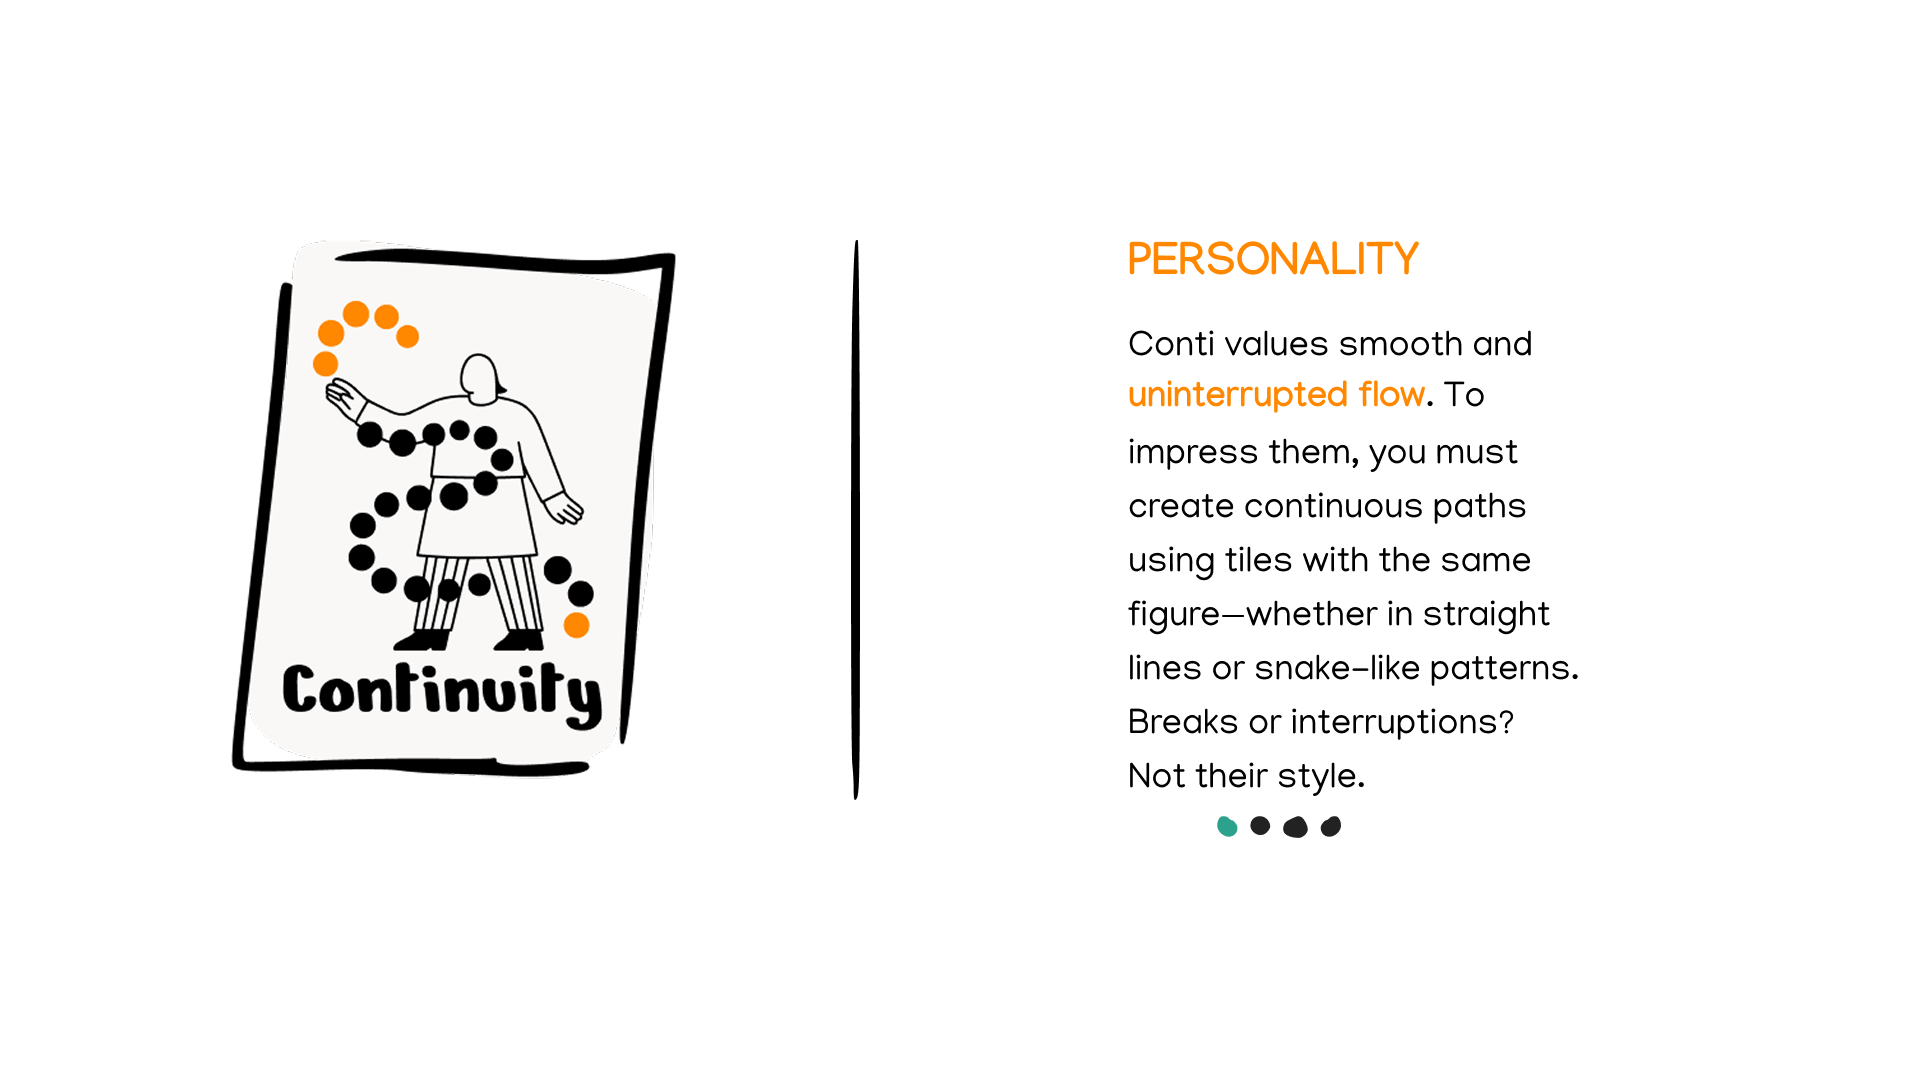 Continuity
PERSONALITY
Conti values smooth and
uninterrupted flow. To
impress them, you must
create continuous paths
using tiles with the same
figure—whether in straight
lines or snake-like patterns.
Breaks or interruptions?
Not their style.